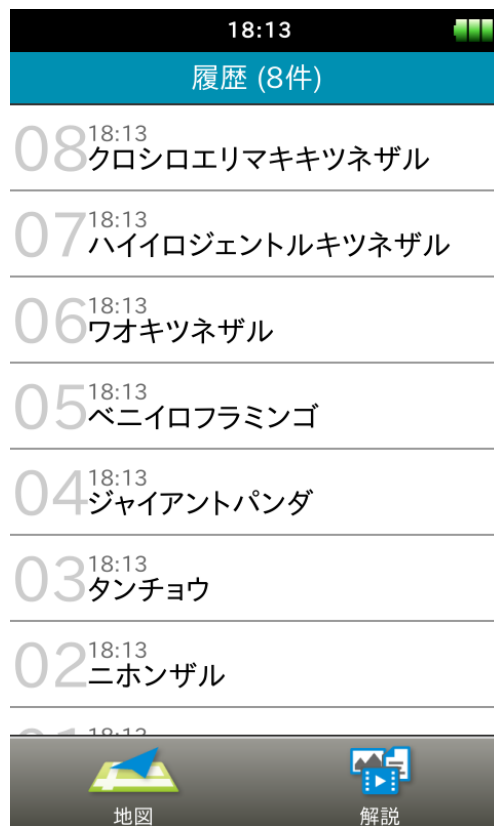 18:13
履歴 (8件)
08
18:13
クロシロエリマキキツネザル
07
18:13
ハイイロジェントルキツネザル
06
18:13
ワオキツネザル
05
18:13
ベニイロフラミンゴ
04
18:13
ジャイアントパンダ
03
18:13
タンチョウ
02
18:13
ニホンザル
地図
解説